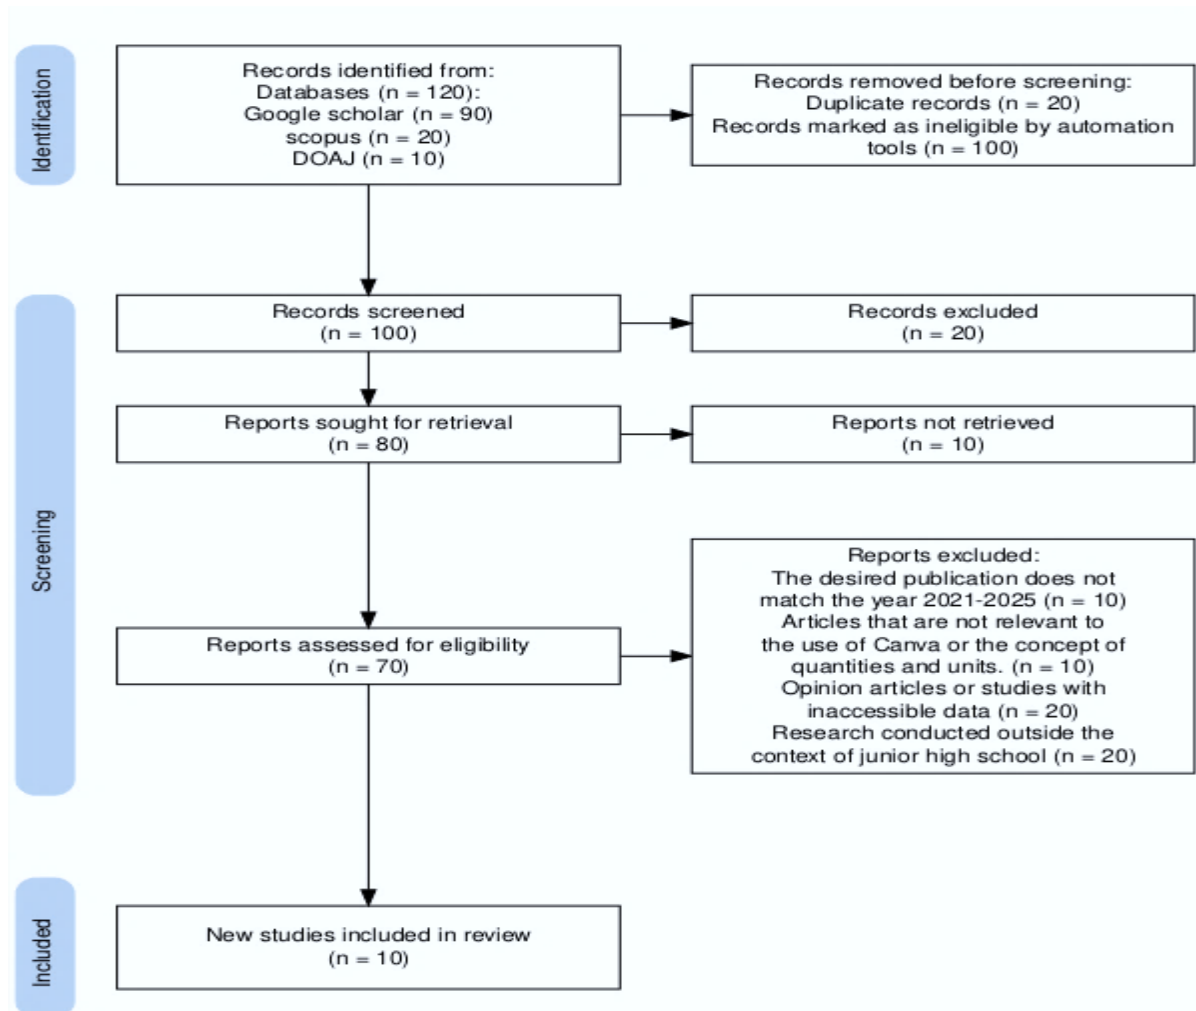 Identification
Records identified from:
Databases (n = 120):
Google scholar (n = 90)
scopus (n = 20)
DOAJ (n = 10)
Records removed before screening:
Duplicate records (n = 20)
Records marked as ineligible by automation
tools (n = 100)
Screening
Records screened
(n = 100)
Records excluded
(n = 20)
Reports sought for retrieval
(n = 80)
Reports not retrieved
(n = 10)
Reports assessed for eligibility
(n = 70)
Reports excluded:
The desired publication does not
match the year 2021-2025 (n = 10)
Articles that are not relevant to
the use of Canva or the concept of
quantities and units. (n = 10)
Opinion articles or studies with
inaccessible data (n = 20)
Research conducted outside the
context of junior high school (n = 20)
Included
New studies included in review
(n = 10)